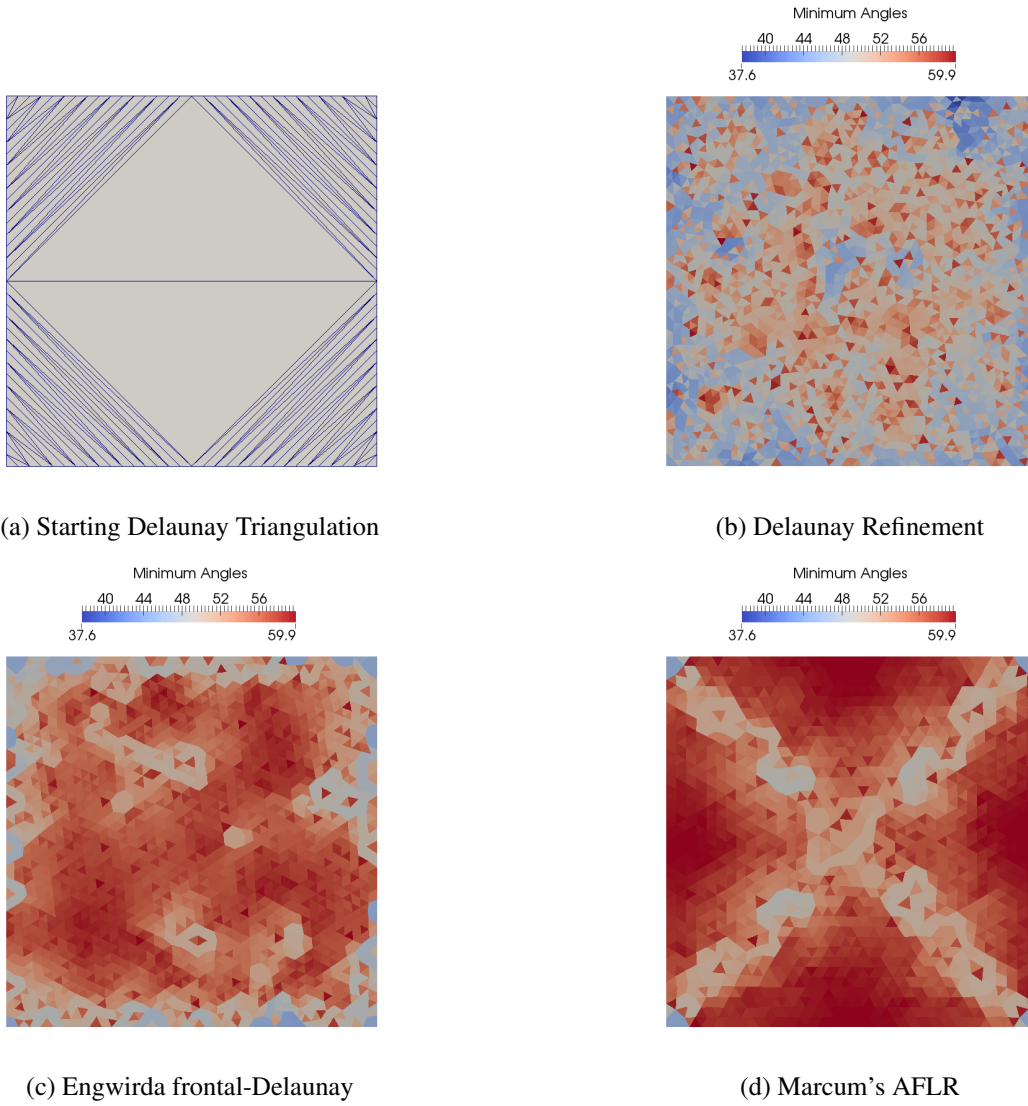 Minimum Angles
40 44 48 52 56
37.6 59.9
(a) Starting Delaunay Triangulation
(b) Delaunay Refinement
Minimum Angles
40 44 48 52 56
37.6 59.9
Minimum Angles
40 44 48 52 56
37.6 59.9
(c) Engwirda frontal-Delaunay
(d) Marcum's AFLR